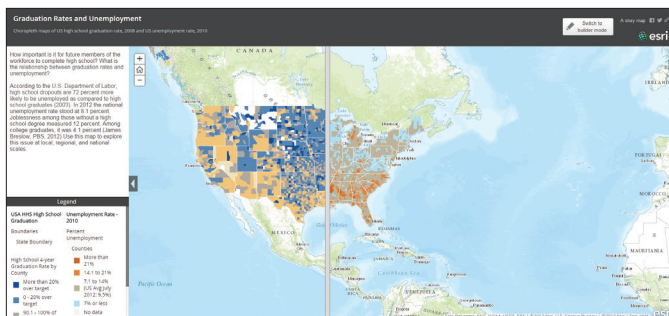 Graduation Rates and Unemployment
Choropleth maps of US high school graduation rate, 2008 and US unemployment rate, 2010
Switch to
builder mode
A story map
esri
How important is it for future members of the
workforce to complete high school? What is
the relationship between graduation rates and
unemployment?
According to the U.S. Department of Labor,
high school dropouts are 72 percent more
likely to be unemployed as compared to high
school graduates (2003). In 2012 the national
unemployment rate stood at 8.1 percent
Joblessness among those without a high
school degree measured 12 percent. Among
college graduates, it was 4.1 percent (James
Breslow, PBS, 2012) Use this map to explore
this issue at local, regional, and national
scales.
CANADA
MEXICO
Pacific Ocean
PORTUGAL
MOROCCO
MAURITANIA
Caribbean Sea
VENEZUELA
Legend
USA HHS High School
Graduation
Boundaries
State Boundary
High School 4-year
Graduation Rate by
County
More than 20%
over target
0 - 20% over
target
90.1 - 100% of
Unemployment Rate -
2010
Percent
Unemployment
Counties
More than
21%
14.1 to 21%
7.1 to 14%
(US Avg July
2012: 9.5%)
7% or less
No data